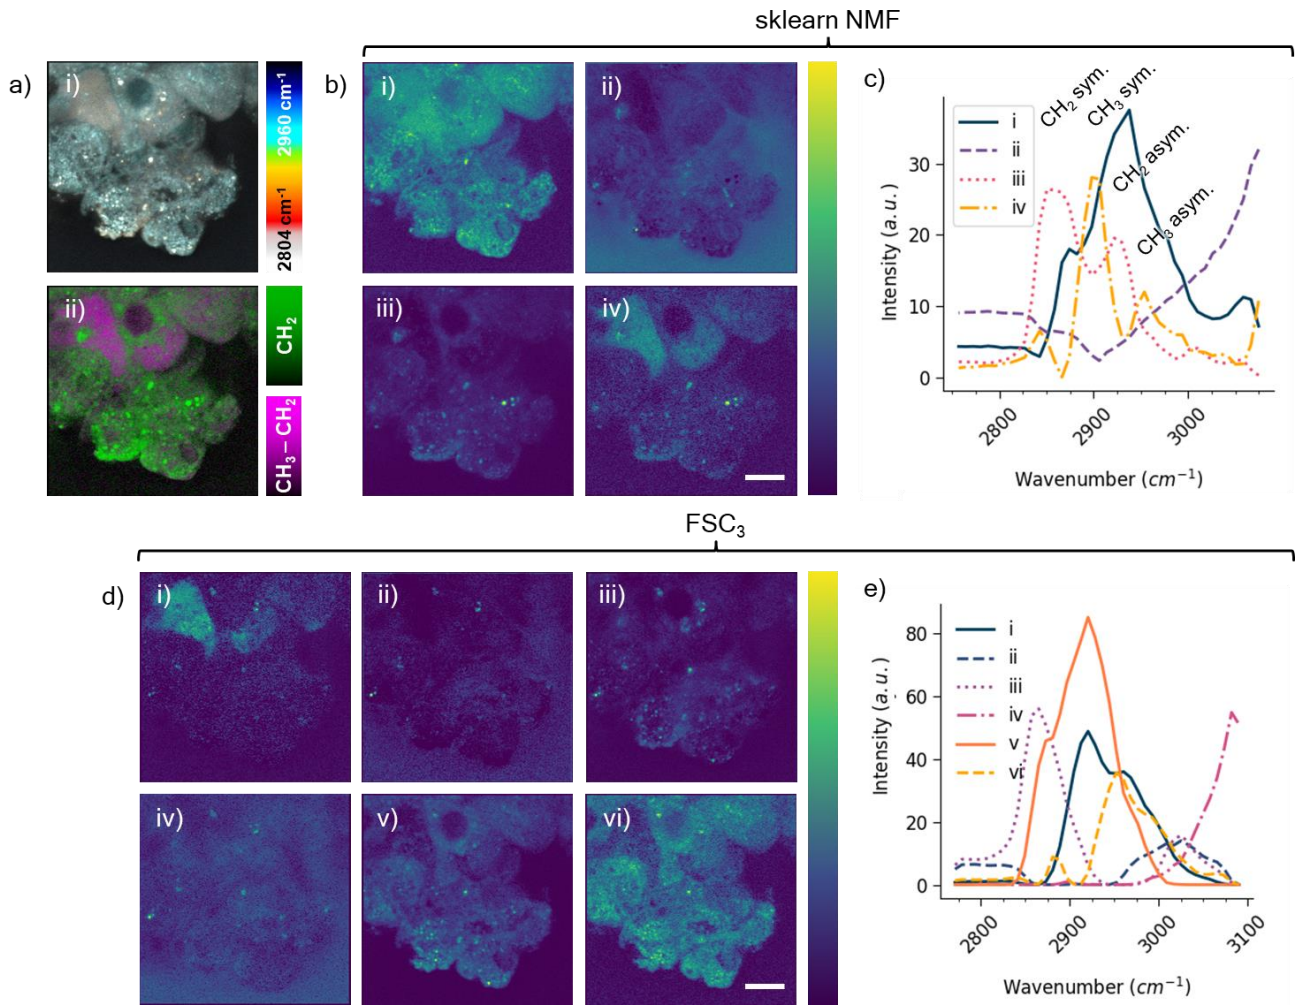 sklearn NMF
a)
i)
2960 cm⁻¹
2804 cm⁻¹
ii)
CH₂
CH₃ – CH₂
b)
i)
ii)
iii)
iv)
c)
CH₂ sym.
CH₃ sym.
CH₂ asym.
CH₃ asym.
i
ii
iii
iv
Intensity (a.u.)
30
20
10
0
2800
2900
3000
Wavenumber (cm⁻¹)
FSC₃
d)
i)
ii)
iii)
iv)
v)
vi)
e)
i
ii
iii
iv
v
vi
Intensity (a.u.)
80
60
40
20
0
2800
2900
3000
3100
Wavenumber (cm⁻¹)